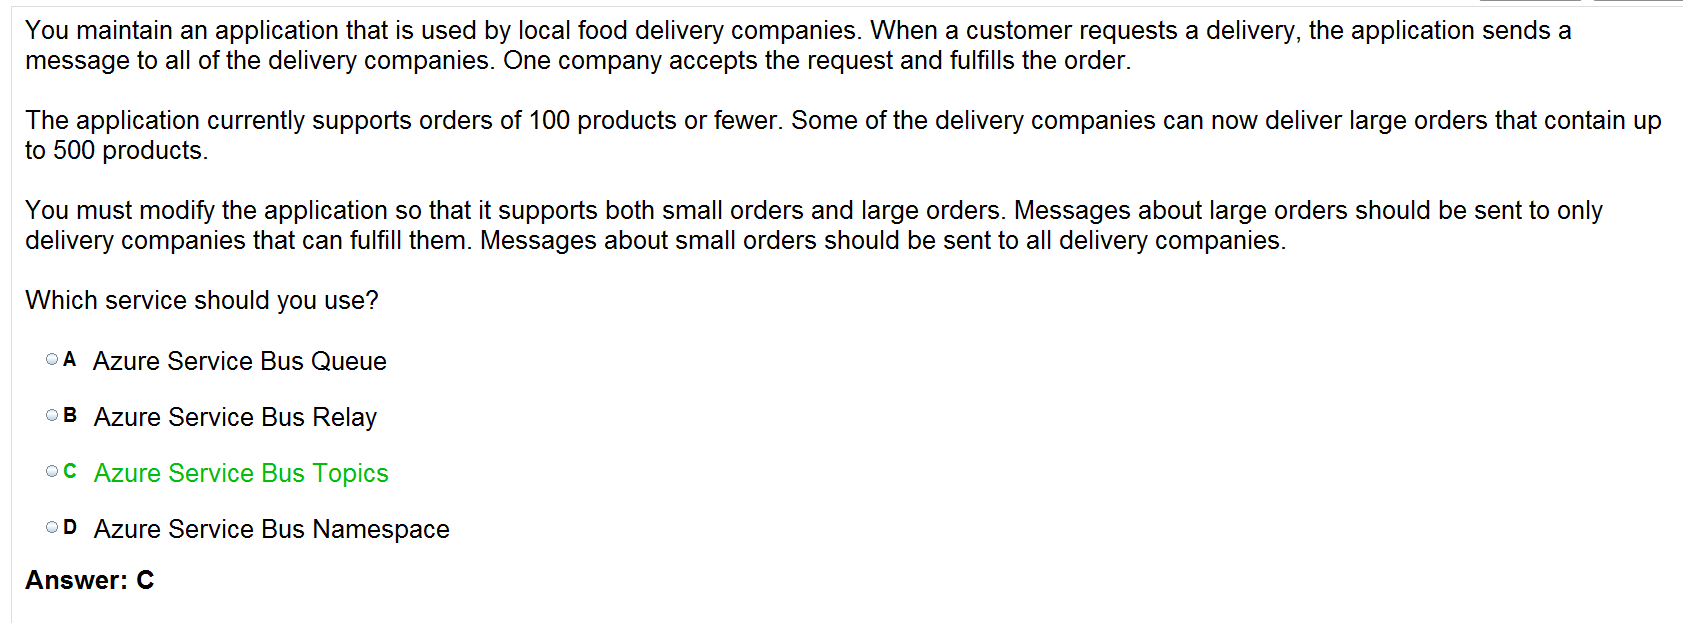 You maintain an application that is used by local food delivery companies. When a customer requests a delivery, the application sends a
message to all of the delivery companies. One company accepts the request and fulfills the order.
The application currently supports orders of 100 products or fewer. Some of the delivery companies can now deliver large orders that contain up
to 500 products.
You must modify the application so that it supports both small orders and large orders. Messages about large orders should be sent to only
delivery companies that can fulfill them. Messages about small orders should be sent to all delivery companies.
Which service should you use?
A Azure Service Bus Queue
B Azure Service Bus Relay
C Azure Service Bus Topics
D Azure Service Bus Namespace
Answer: C